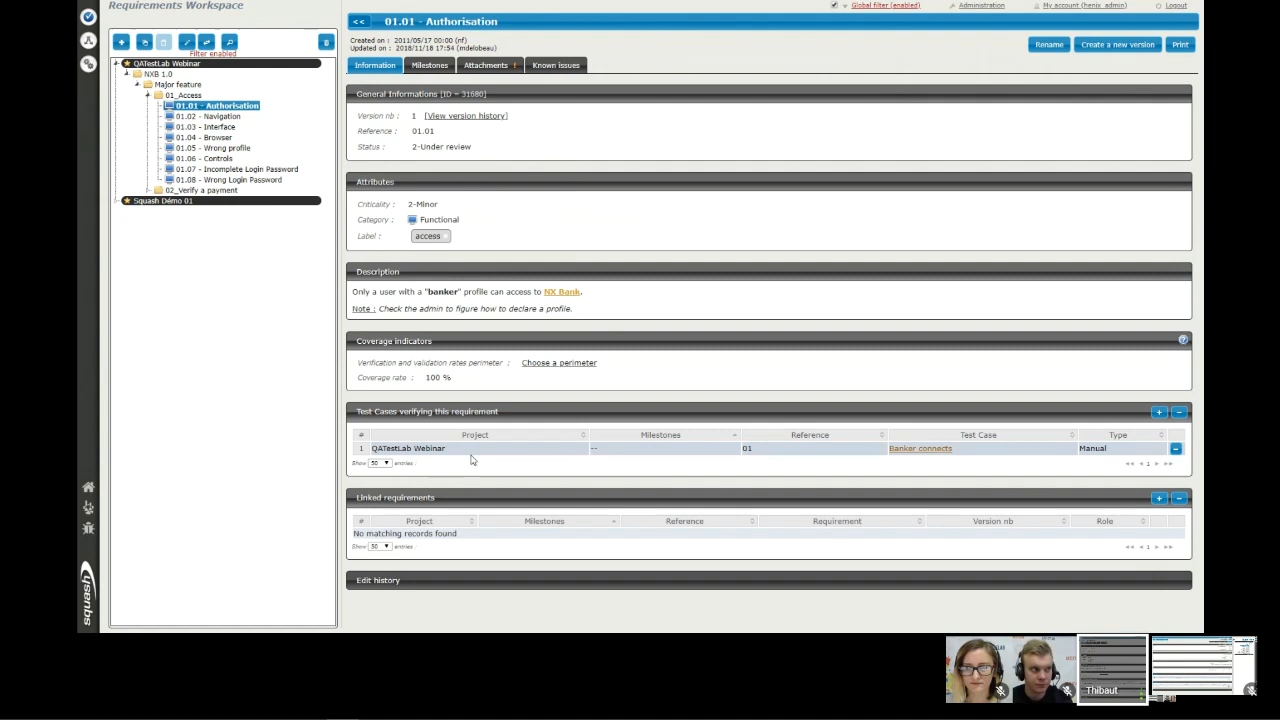 Requirements Workspace
Global filter (enabled)
Administration
My account (henix_admin)
Logout
Filter enabled
QATestLab Webinar
NXB 1.0
Major feature
01_Access
01.01 - Authorisation
01.02 - Navigation
01.03 - Interface
01.04 - Browser
01.05 - Wrong profile
01.06 - Controls
01.07 - Incomplete Login Password
01.08 - Wrong Login Password
02_Verify a payment
Squash Démo 01
squash
<< 01.01 - Authorisation
Created on : 2011/05/17 00:00 (nf)
Updated on : 2018/11/18 17:54 (mdelobeau)
Rename
Create a new version
Print
Information
Milestones
Attachments !
Known issues
General Informations [ID = 31680]
Version nb : 1 [View version history]
Reference : 01.01
Status : 2-Under review
Attributes
Criticality : 2-Minor
Category : Functional
Label : access
Description
Only a user with a "banker" profile can access to NX Bank.
Note : Check the admin to figure how to declare a profile.
Coverage indicators
Verification and validation rates perimeter : Choose a perimeter
Coverage rate : 100 %
Test Cases verifying this requirement
# Project Milestones Reference Test Case Type
1 QATestLab Webinar -- 01 Banker connects Manual
Show 50 entries :
1
Linked requirements
# Project Milestones Reference Requirement Version nb Role
No matching records found
Show 50 entries :
1
Edit history
Thibaut